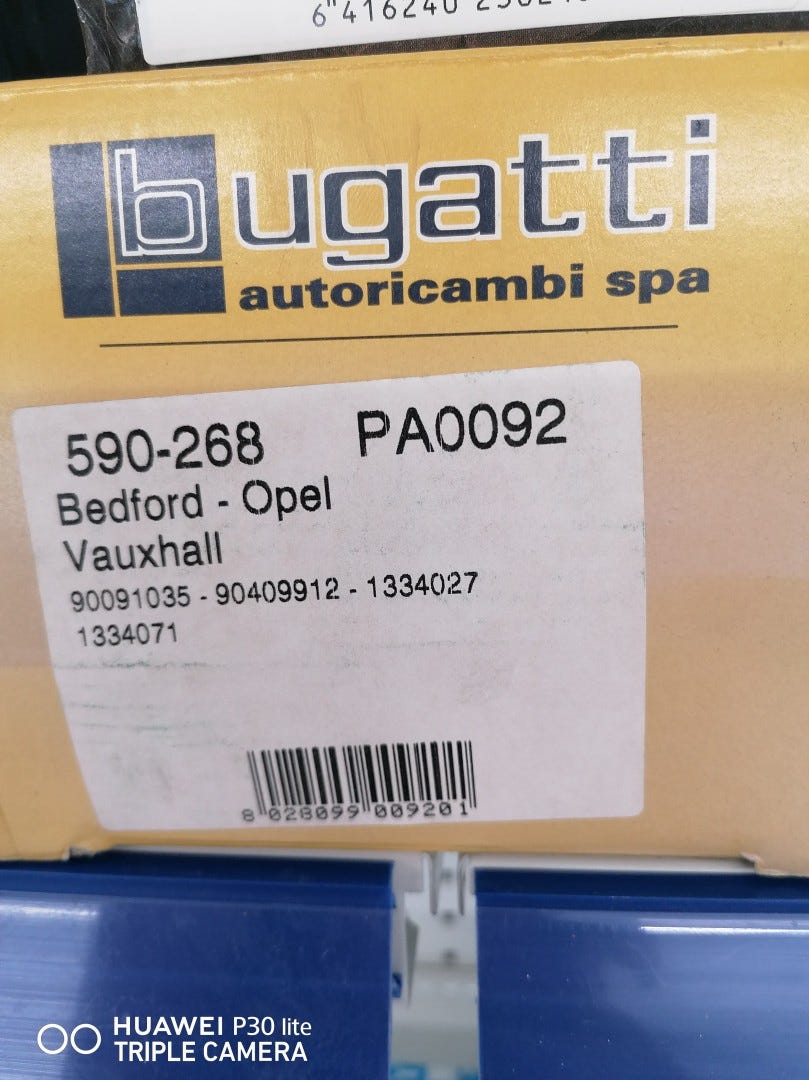 bugatti
autoricambi spa
590-268 PA0092
Bedford - Opel
Vauxhall
90091035 - 90409912 - 1334027
1334071
8 028099 009201
HUAWEI P30 lite
TRIPLE CAMERA